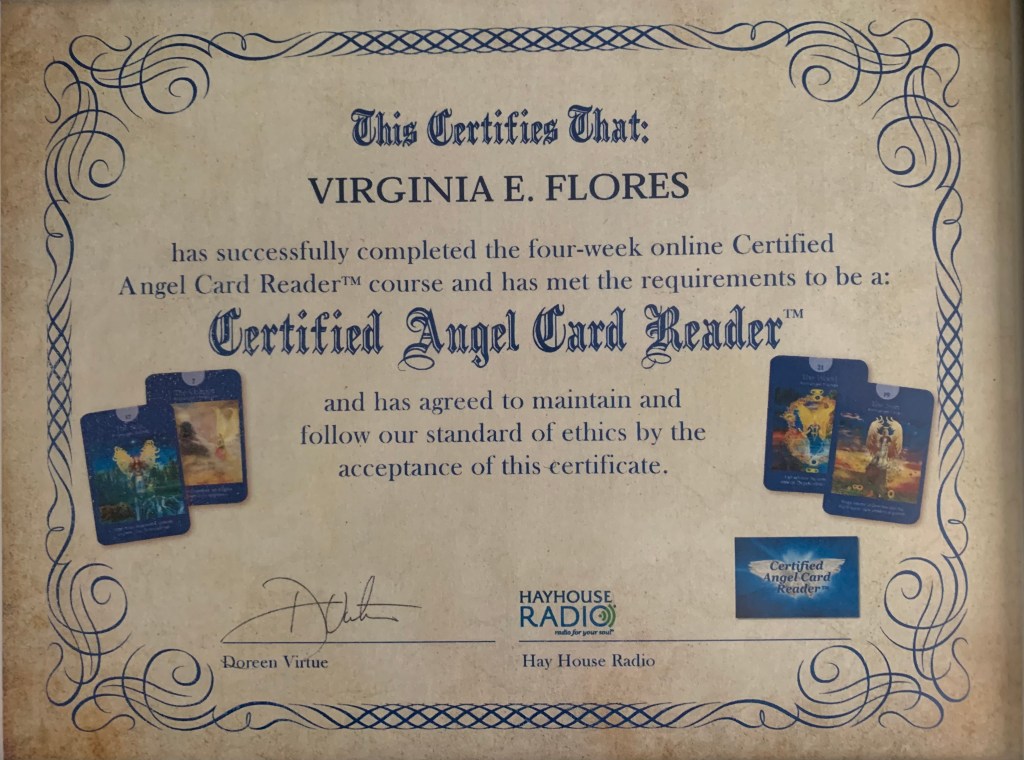 This Certifies That:
VIRGINIA E. FLORES
has successfully completed the four-week online Certified
Angel Card Reader™ course and has met the requirements to be a:
Certified Angel Card Reader™
and has agreed to maintain and
follow our standard of ethics by the
acceptance of this certificate.
Certified
Angel Card
Reader™
HAYHOUSE
RADIO
radio for your soul
Doreen Virtue
Hay House Radio